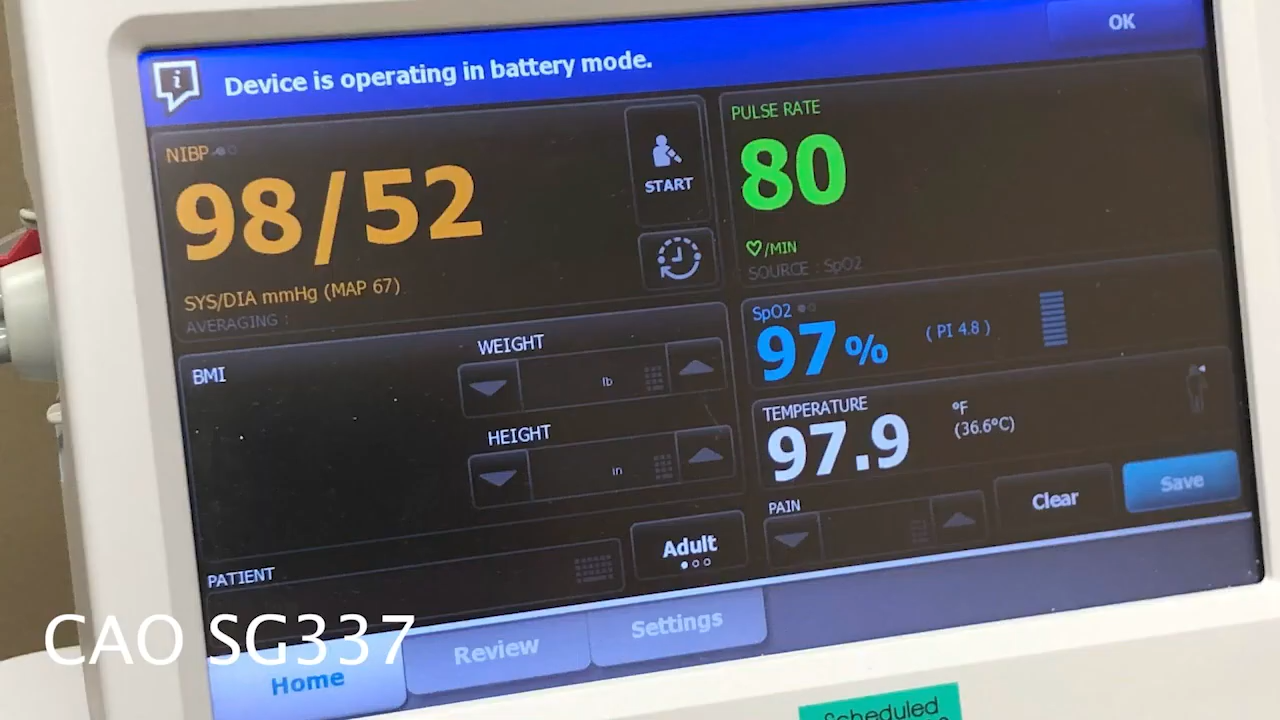 Device is operating in battery mode.
OK
NIBP
98/52
SYS/DIA mmHg (MAP 67)
AVERAGING :
START
PULSE RATE
80
/MIN
SOURCE : SpO2
SpO2
97 %
( PI 4.8 )
TEMPERATURE
97.9
°F
(36.6°C)
BMI
WEIGHT
lb
HEIGHT
in
PAIN
Clear
Save
PATIENT
Adult
Home
Review
Settings
CAO SG337
Scheduled